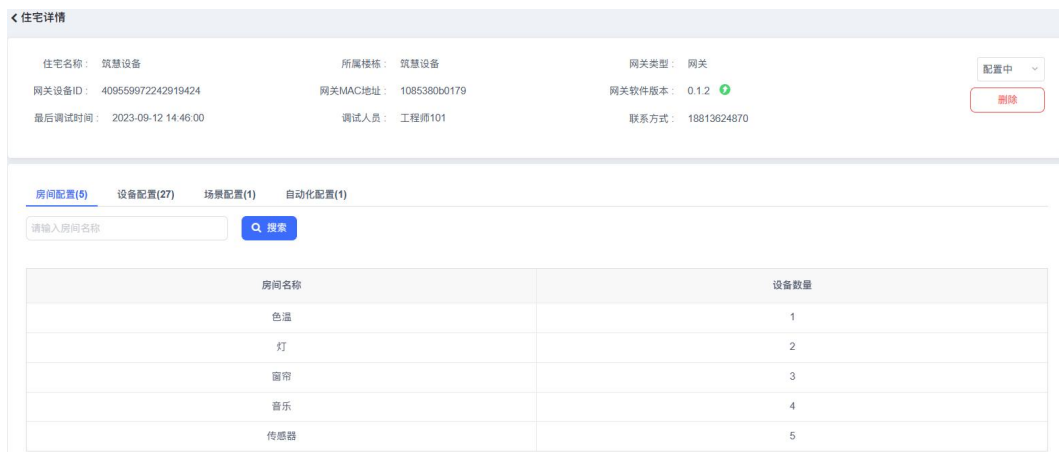 住宅详情
住宅名称： 筑慧设备 所属楼栋： 筑慧设备 网关类型： 网关 配置中
网关设备ID： 409559972242919424 网关MAC地址： 1085380b0179 网关软件版本： 0.1.2
删除
最后调试时间： 2023-09-12 14:46:00 调试人员： 工程师101 联系方式： 18813624870
房间配置(5) 设备配置(27) 场景配置(1) 自动化配置(1)
请输入房间名称 搜索
房间名称 设备数量
色温 1
灯 2
窗帘 3
音乐 4
传感器 5